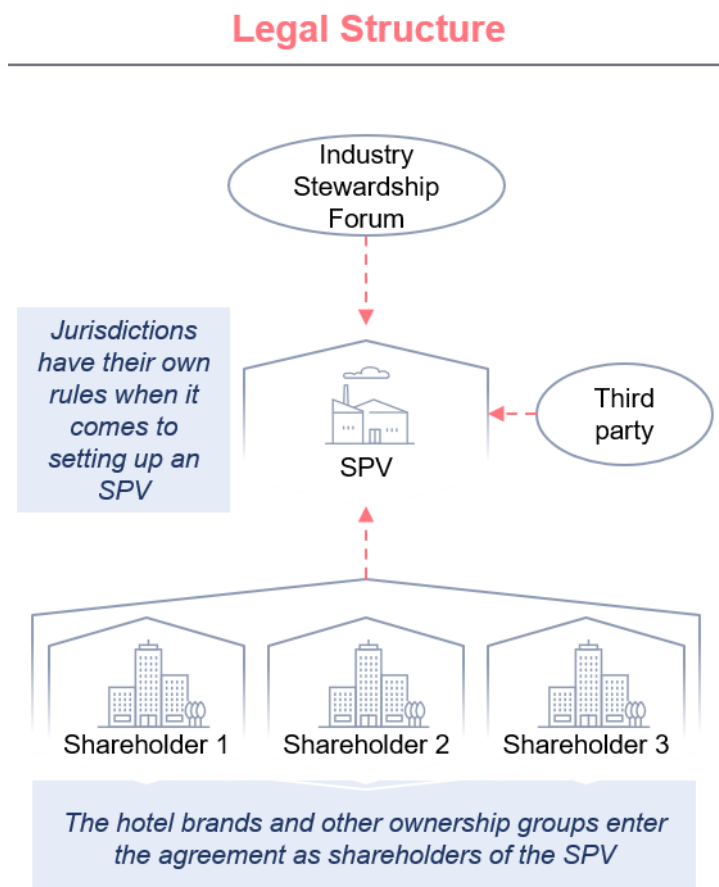 Legal Structure
Industry
Stewardship
Forum
Jurisdictions
have their own
rules when it
comes to
setting up an
SPV
SPV
Third
party
Shareholder 1
Shareholder 2
Shareholder 3
The hotel brands and other ownership groups enter
the agreement as shareholders of the SPV